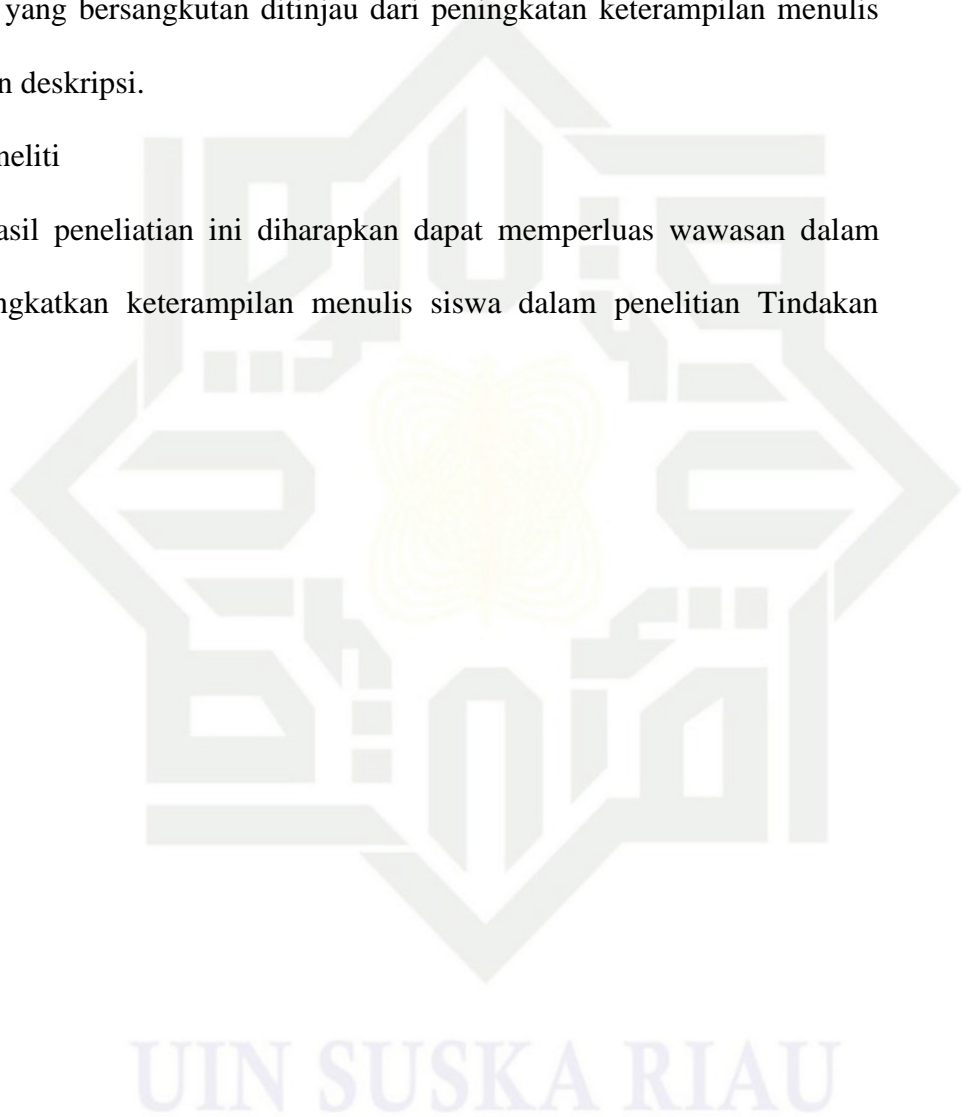 yang bersangkutan ditinjau dari peningkatan keterampilan menulis
n deskripsi.
neliti
asil peneliatian ini diharapkan dapat memperluas wawasan dalam
ngkatkan keterampilan menulis siswa dalam penelitian Tindakan
UIN SUSKA RIAU